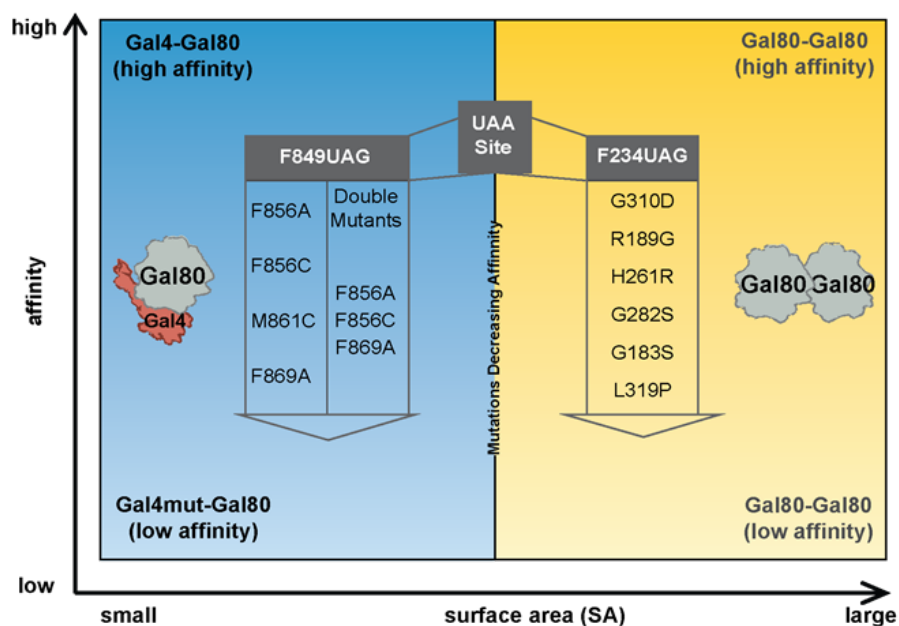 high
Gal4-Gal80
(high affinity)
Gal80-Gal80
(high affinity)
UAA
Site
F849UAG
F234UAG
F856A
F856C
M861C
F869A
Double
Mutants
F856A
F856C
F869A
Mutations Decreasing Affinnity
G310D
R189G
H261R
G282S
G183S
L319P
Gal80
Gal4
Gal80
Gal80
affinity
Gal4mut-Gal80
(low affinity)
Gal80-Gal80
(low affinity)
low
small
surface area (SA)
large